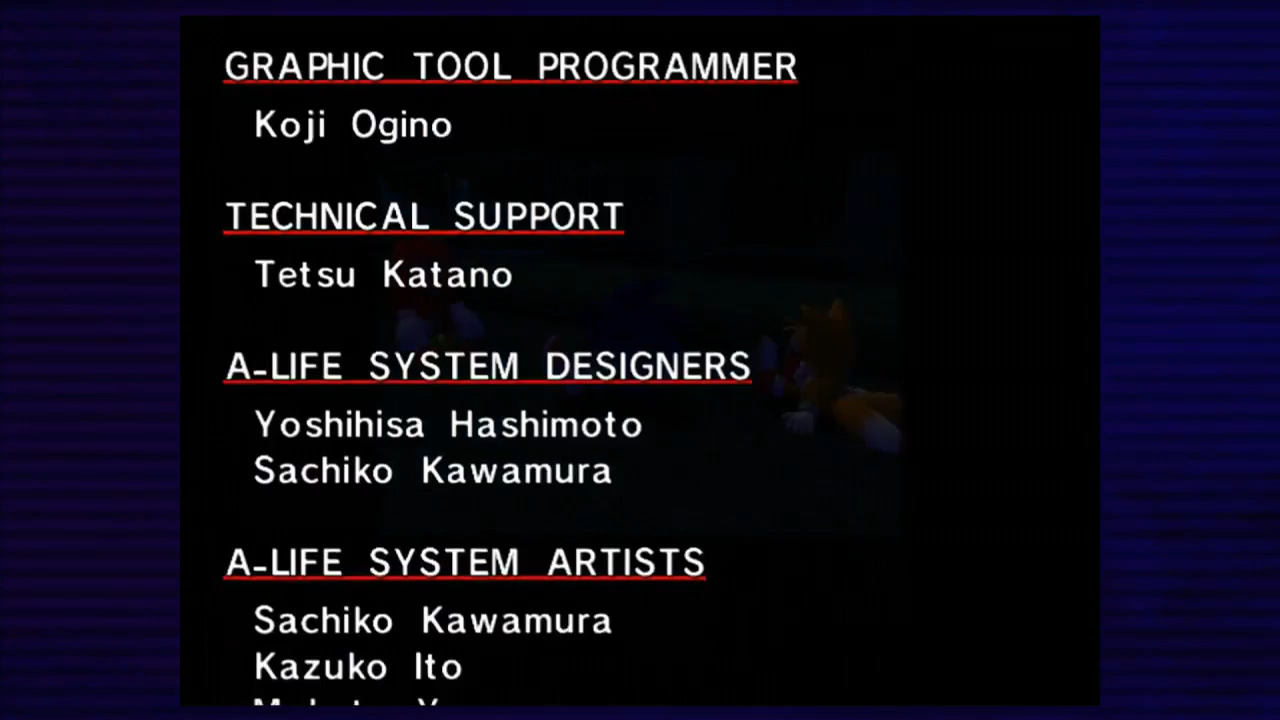 GRAPHIC TOOL PROGRAMMER
Koji Ogino
TECHNICAL SUPPORT
Tetsu Katano
A-LIFE SYSTEM DESIGNERS
Yoshihisa Hashimoto
Sachiko Kawamura
A-LIFE SYSTEM ARTISTS
Sachiko Kawamura
Kazuko Ito